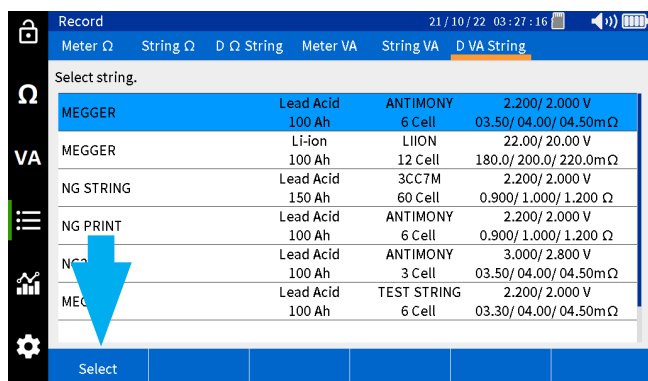 Record 21/10/22 03:27:16
Meter Ω String Ω D Ω String Meter VA String VA D VA String
Select string.
Ω
VA
MEGGER Lead Acid ANTIMONY 2.200/ 2.000 V
100 Ah 6 Cell 03.50/ 04.00/ 04.50mΩ
MEGGER Li-ion LIION 22.00/ 20.00 V
100 Ah 12 Cell 180.0/ 200.0/ 220.0mΩ
NG STRING Lead Acid 3CC7M 2.200/ 2.000 V
150 Ah 60 Cell 0.900/ 1.000/ 1.200 Ω
NG PRINT Lead Acid ANTIMONY 2.200/ 2.000 V
100 Ah 6 Cell 0.900/ 1.000/ 1.200 Ω
Lead Acid ANTIMONY 3.000/ 2.800 V
100 Ah 3 Cell 03.50/ 04.00/ 04.50mΩ
Lead Acid TEST STRING 2.200/ 2.000 V
100 Ah 6 Cell 03.30/ 04.00/ 04.50mΩ
Select